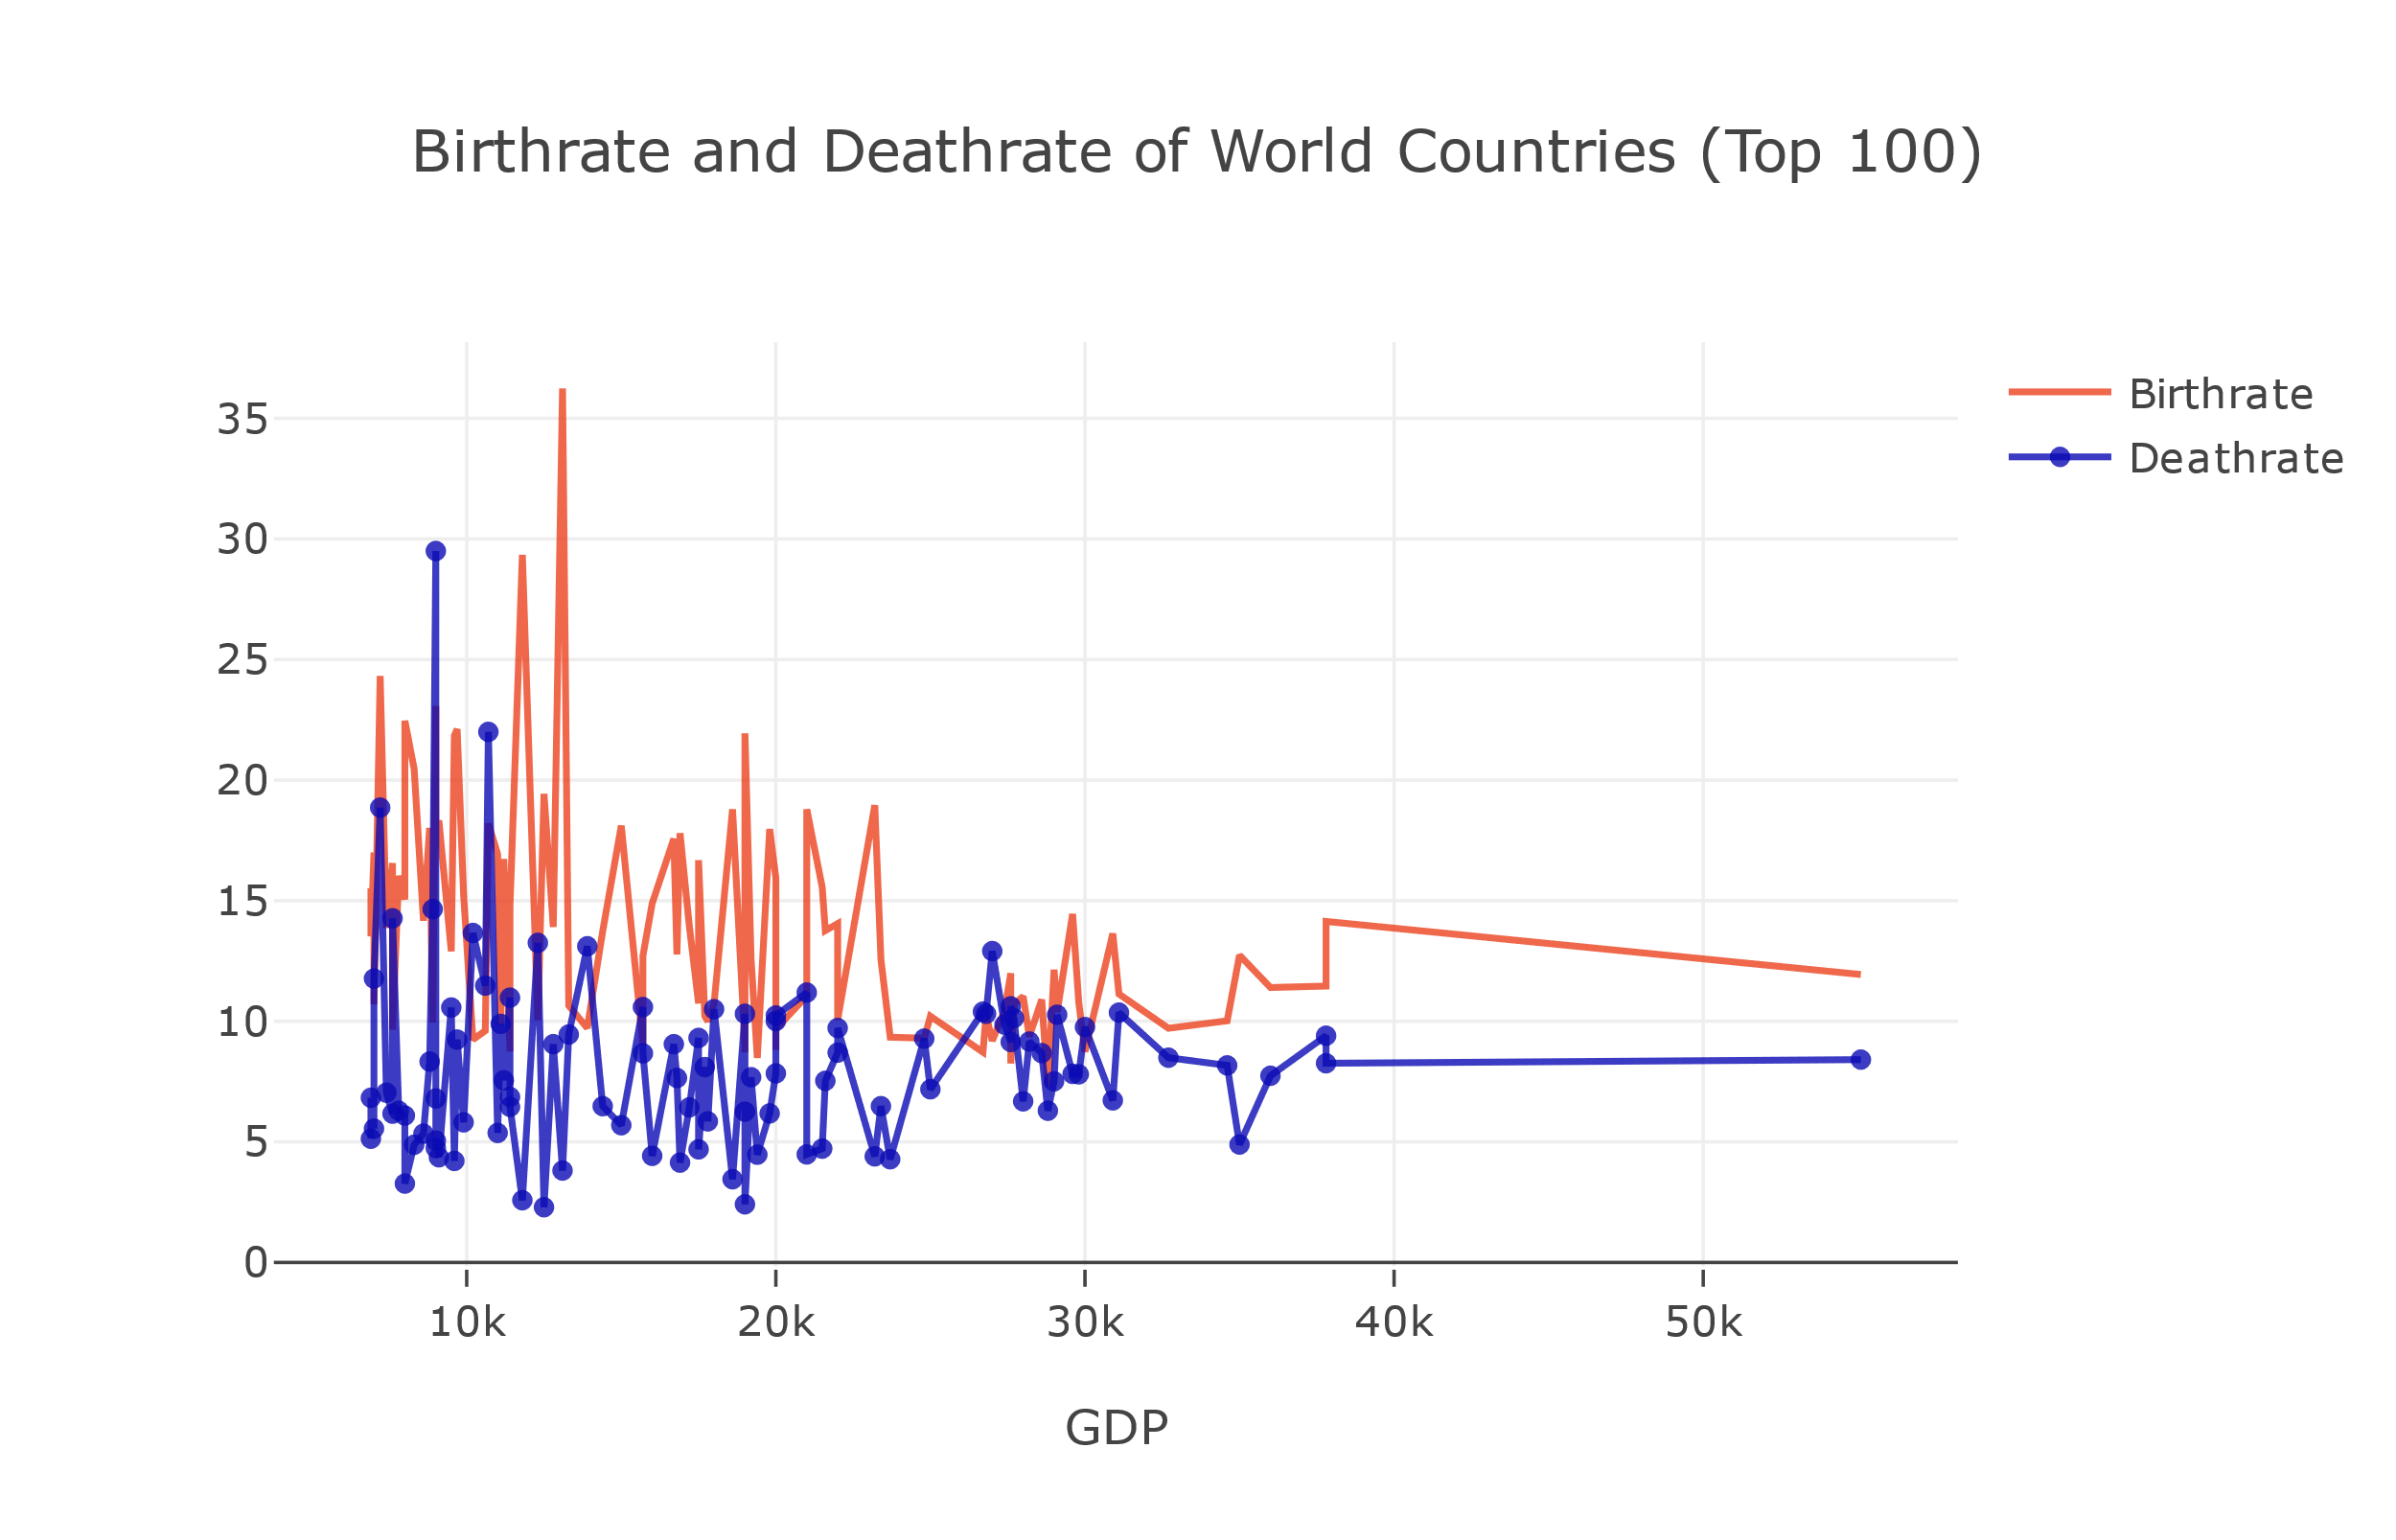 Birthrate and Deathrate of World Countries (Top 100)
Birthrate
Deathrate
35
30
25
20
15
10
5
0
10k 20k 30k 40k 50k
GDP